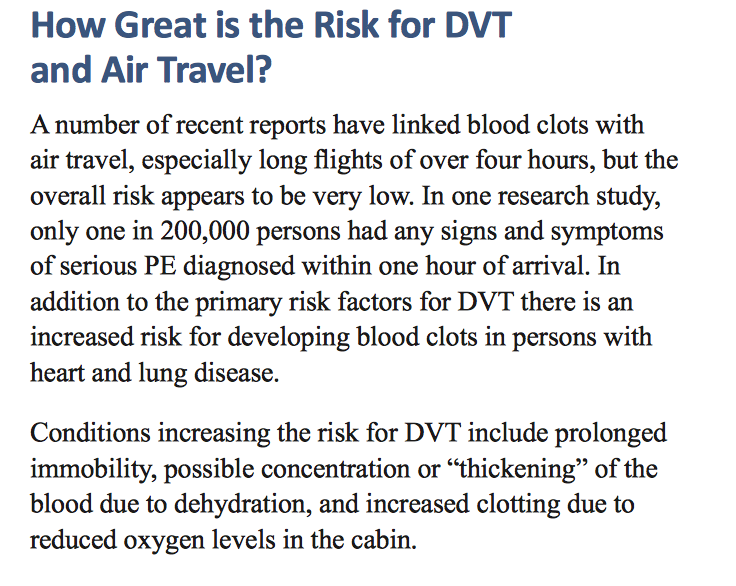 How Great is the Risk for DVT
and Air Travel?
A number of recent reports have linked blood clots with
air travel, especially long flights of over four hours, but the
overall risk appears to be very low. In one research study,
only one in 200,000 persons had any signs and symptoms
of serious PE diagnosed within one hour of arrival. In
addition to the primary risk factors for DVT there is an
increased risk for developing blood clots in persons with
heart and lung disease.
Conditions increasing the risk for DVT include prolonged
immobility, possible concentration or “thickening” of the
blood due to dehydration, and increased clotting due to
reduced oxygen levels in the cabin.